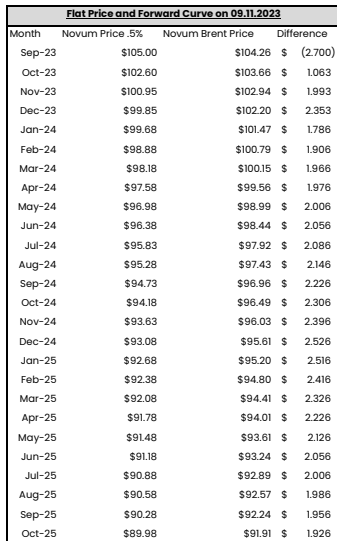 Flat Price and Forward Curve on 09.11.2023
Month Novum Price .5% Novum Brent Price Difference
Sep-23 $105.00 $104.26 $ (2.700)
Oct-23 $102.60 $103.66 $ 1.063
Nov-23 $100.95 $102.94 $ 1.993
Dec-23 $99.85 $102.20 $ 2.353
Jan-24 $99.68 $101.47 $ 1.786
Feb-24 $98.88 $100.79 $ 1.906
Mar-24 $98.18 $100.15 $ 1.966
Apr-24 $97.58 $99.56 $ 1.976
May-24 $96.98 $98.99 $ 2.006
Jun-24 $96.38 $98.44 $ 2.056
Jul-24 $95.83 $97.92 $ 2.086
Aug-24 $95.28 $97.43 $ 2.146
Sep-24 $94.73 $96.96 $ 2.226
Oct-24 $94.18 $96.49 $ 2.306
Nov-24 $93.63 $96.03 $ 2.396
Dec-24 $93.08 $95.61 $ 2.526
Jan-25 $92.68 $95.20 $ 2.516
Feb-25 $92.38 $94.80 $ 2.416
Mar-25 $92.08 $94.41 $ 2.326
Apr-25 $91.78 $94.01 $ 2.226
May-25 $91.48 $93.61 $ 2.126
Jun-25 $91.18 $93.24 $ 2.056
Jul-25 $90.88 $92.89 $ 2.006
Aug-25 $90.58 $92.57 $ 1.986
Sep-25 $90.28 $92.24 $ 1.956
Oct-25 $89.98 $91.91 $ 1.926